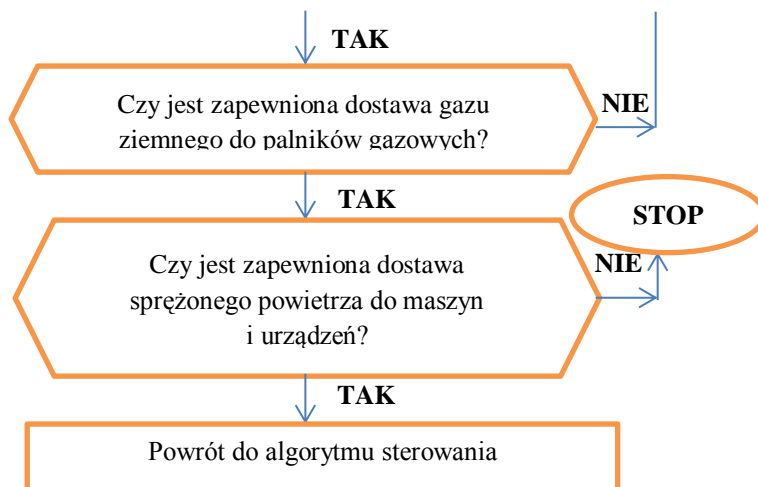 TAK
Czy jest zapewniona dostawa gazu
ziemnego do palników gazowych?
NIE
TAK
STOP
Czy jest zapewniona dostawa
sprężonego powietrza do maszyn
i urządzeń?
NIE
TAK
Powrót do algorytmu sterowania